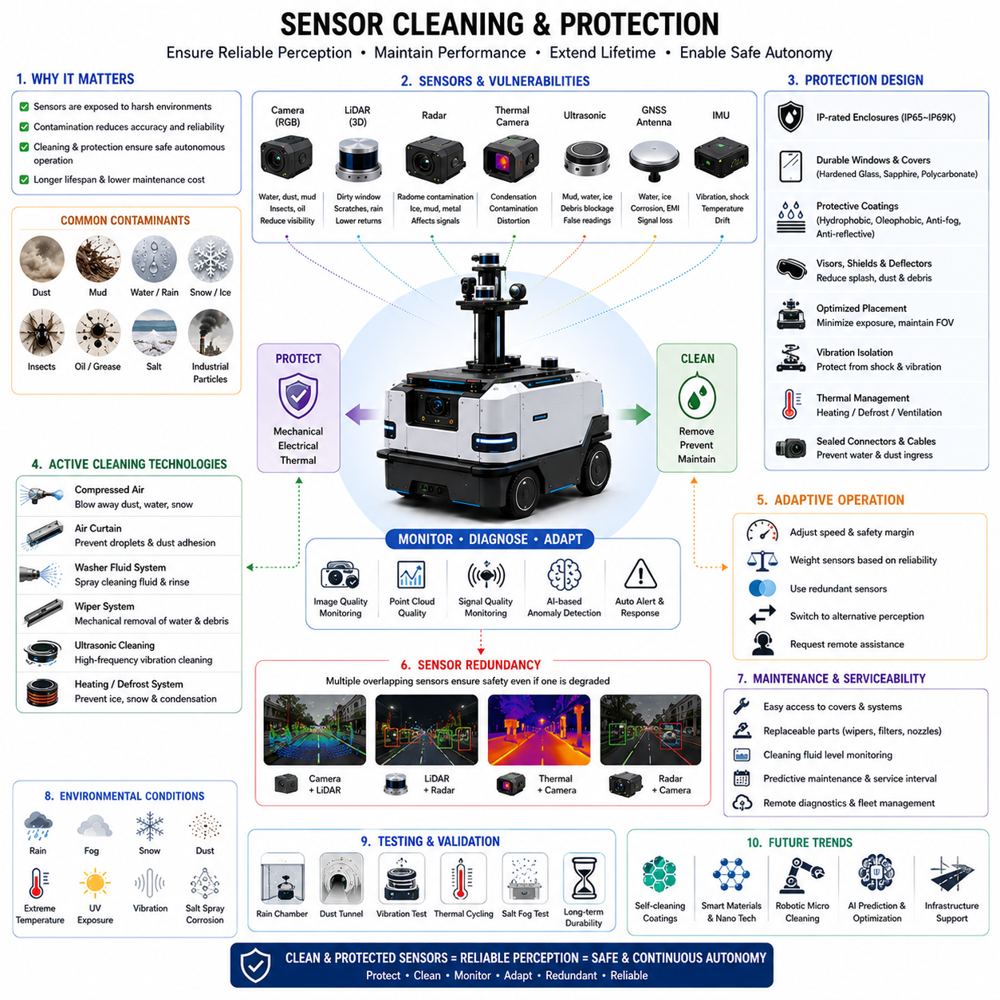 SENSOR CLEANING & PROTECTION
Ensure Reliable Perception • Maintain Performance • Extend Lifetime • Enable Safe Autonomy
1. WHY IT MATTERS
Sensors are exposed to harsh environments
Contamination reduces accuracy and reliability
Cleaning & protection ensure safe autonomous
operation
Longer lifespan & lower maintenance cost
COMMON CONTAMINANTS
Dust
Mud
Water / Rain
Snow / Ice
Insects
Oil / Grease
Salt
Industrial
Particles
2. SENSORS & VULNERABILITIES
Camera
(RGB)
Water, dust, mud
Insects, oil
Reduce visibility
LiDAR
(3D)
Dirty window
Scratches, rain
Lower returns
Radar
Radome contamination
Ice, mud, metal
Affects signals
Thermal
Camera
Condensation
Contamination
Distortion
Ultrasonic
Mud, water, ice
Debris blockage
False readings
GNSS
Antenna
Water, ice
Corrosion, EMI
Signal loss
IMU
Vibration, shock
Temperature
Drift
PROTECT
Mechanical
Electrical
Thermal
CLEAN
Remove
Prevent
Maintain
3. PROTECTION DESIGN
IP-rated Enclosures (IP65~IP69K)
Durable Windows & Covers
(Hardened Glass, Sapphire, Polycarbonate)
Protective Coatings
(Hydrophobic, Oleophobic, Anti-fog,
Anti-reflective)
Visors, Shields & Deflectors
Reduce splash, dust & debris
Optimized Placement
Minimize exposure, maintain FOV
Vibration Isolation
Protect from shock & vibration
Thermal Management
Heating / Defrost / Ventilation
Sealed Connectors & Cables
Prevent water & dust ingress
4. ACTIVE CLEANING TECHNOLOGIES
Compressed Air
Blow away dust, water, snow
Air Curtain
Prevent droplets & dust adhesion
Washer Fluid System
Spray cleaning fluid & rinse
Wiper System
Mechanical removal of water & debris
Ultrasonic Cleaning
High-frequency vibration cleaning
Heating / Defrost System
Prevent ice, snow & condensation
MONITOR • DIAGNOSE • ADAPT
Image Quality
Monitoring
Point Cloud
Quality
Signal Quality
Monitoring
AI-based
Anomaly Detection
Auto Alert &
Response
5. ADAPTIVE OPERATION
Adjust speed & safety margin
Weight sensors based on reliability
Use redundant sensors
Switch to alternative perception
Request remote assistance
6. SENSOR REDUNDANCY
Multiple overlapping sensors ensure safety even if one is degraded
Camera
+ LiDAR
LiDAR
+ Radar
Thermal
+ Camera
Radar
+ Camera
7. MAINTENANCE & SERVICEABILITY
Easy access to covers & systems
Replaceable parts (wipers, filters, nozzles)
Cleaning fluid level monitoring
Predictive maintenance & service interval
Remote diagnostics & fleet management
8. ENVIRONMENTAL CONDITIONS
Rain
Fog
Snow
Dust
Extreme
Temperature
UV
Exposure
Vibration
Salt Spray
Corrosion
9. TESTING & VALIDATION
Rain Chamber
Dust Tunnel
Vibration Test
Thermal Cycling
Salt Fog Test
Long-term
Durability
10. FUTURE TRENDS
Self-cleaning
Coatings
Smart Materials
& Nano Tech
Robotic Micro
Cleaning
AI Prediction &
Optimization
Infrastructure
Support
CLEAN & PROTECTED SENSORS = RELIABLE PERCEPTION = SAFE & CONTINUOUS AUTONOMY
Protect • Clean • Monitor • Adapt • Redundant • Reliable